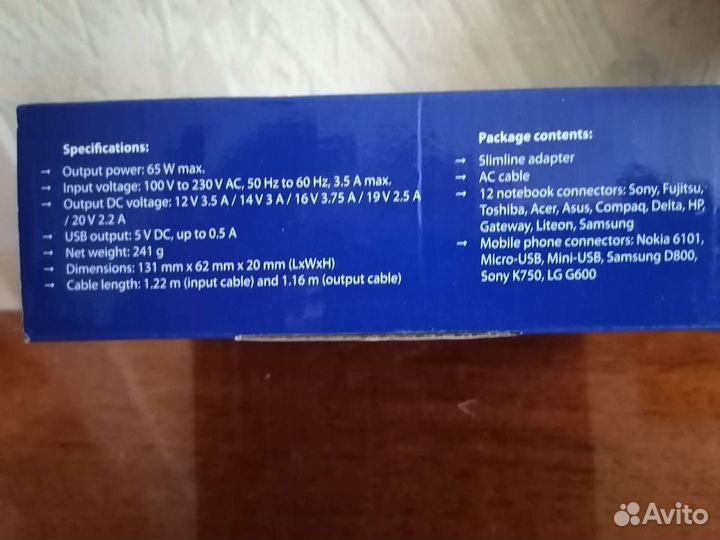 Specifications:
→ Output power: 65 W max.
→ Input voltage: 100 V to 230 V AC, 50 Hz to 60 Hz, 3.5 A max.
→ Output DC voltage: 12 V 3.5 A / 14 V 3 A / 16 V 3.75 A / 19 V 2.5 A
/ 20 V 2.2 A
→ USB output: 5 V DC, up to 0.5 A
→ Net weight: 241 g
→ Dimensions: 131 mm x 62 mm x 20 mm (LxWxH)
→ Cable length: 1.22 m (input cable) and 1.16 m (output cable)
Package contents:
→ Slimline adapter
→ AC cable
→ 12 notebook connectors: Sony, Fujitsu,
Toshiba, Acer, Asus, Compaq, Delta, HP,
Gateway, Liteon, Samsung
→ Mobile phone connectors: Nokia 6101,
Micro-USB, Mini-USB, Samsung D800,
Sony K750, LG G600
Avito